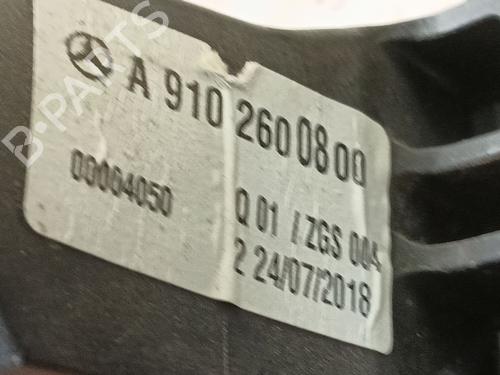 B-PARTS
A 910 260 08 00
00004050
Q 01 / ZGS 004
2 24/07/2018